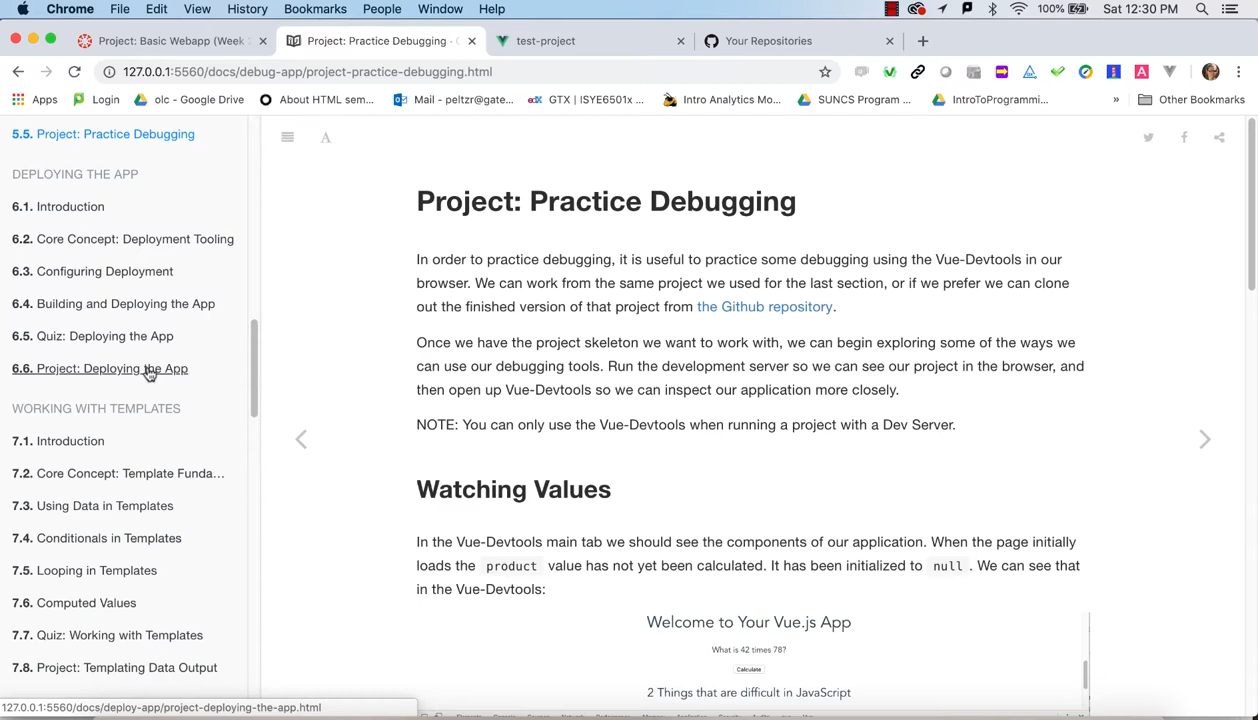 Chrome File Edit View History Bookmarks People Window Help 100% Sat 12:30 PM
Project: Basic Webapp (Week Project: Practice Debugging · test-project Your Repositories
127.0.0.1:5560/docs/debug-app/project-practice-debugging.html
Apps Login olc - Google Drive About HTML sem... Mail - peltzr@gate... GTX | ISYE6501x ... Intro Analytics Mo... SUNCS Program ... IntroToProgrammi... » Other Bookmarks
5.5. Project: Practice Debugging
DEPLOYING THE APP
6.1. Introduction
6.2. Core Concept: Deployment Tooling
6.3. Configuring Deployment
6.4. Building and Deploying the App
6.5. Quiz: Deploying the App
6.6. Project: Deploying the App
WORKING WITH TEMPLATES
7.1. Introduction
7.2. Core Concept: Template Funda...
7.3. Using Data in Templates
7.4. Conditionals in Templates
7.5. Looping in Templates
7.6. Computed Values
7.7. Quiz: Working with Templates
7.8. Project: Templating Data Output
127.0.0.1:5560/docs/deploy-app/project-deploying-the-app.html
A
Project: Practice Debugging
In order to practice debugging, it is useful to practice some debugging using the Vue-Devtools in our
browser. We can work from the same project we used for the last section, or if we prefer we can clone
out the finished version of that project from the Github repository.
Once we have the project skeleton we want to work with, we can begin exploring some of the ways we
can use our debugging tools. Run the development server so we can see our project in the browser, and
then open up Vue-Devtools so we can inspect our application more closely.
NOTE: You can only use the Vue-Devtools when running a project with a Dev Server.
Watching Values
In the Vue-Devtools main tab we should see the components of our application. When the page initially
loads the product value has not yet been calculated. It has been initialized to null. We can see that
in the Vue-Devtools:
Welcome to Your Vue.js App
What is 42 times 78?
Calculate
2 Things that are difficult in JavaScript